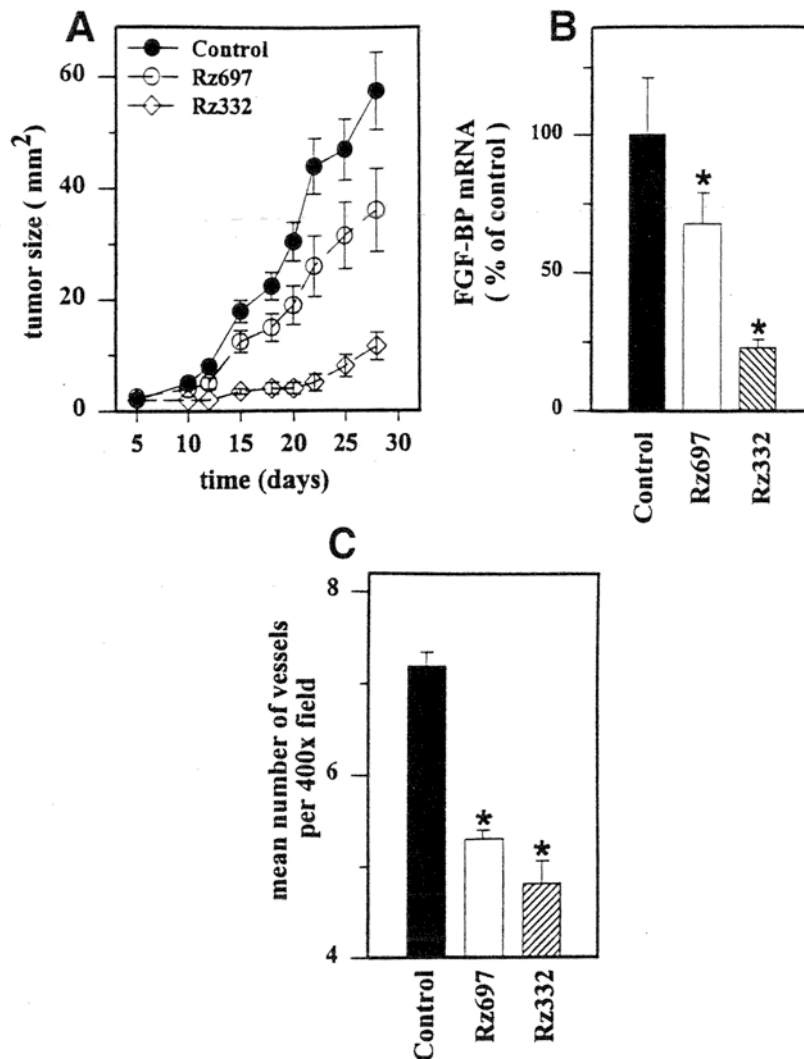 A
Control
Rz697
Rz332
tumor size ( mm²)
60
40
20
0
5 10 15 20 25 30
time (days)
B
FGF-BP mRNA
( % of control )
100
50
0
*
*
Control
Rz697
Rz332
C
mean number of vessels
per 400x field
8
6
4
*
*
Control
Rz697
Rz332